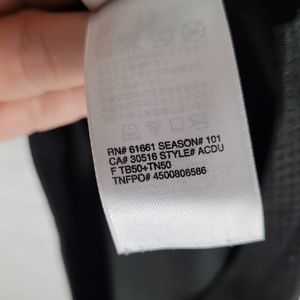 RN# 61661 SEASON# 101
CA# 30516 STYLE# ACDU
F TB50+TN50
TNFPO# 4500808586